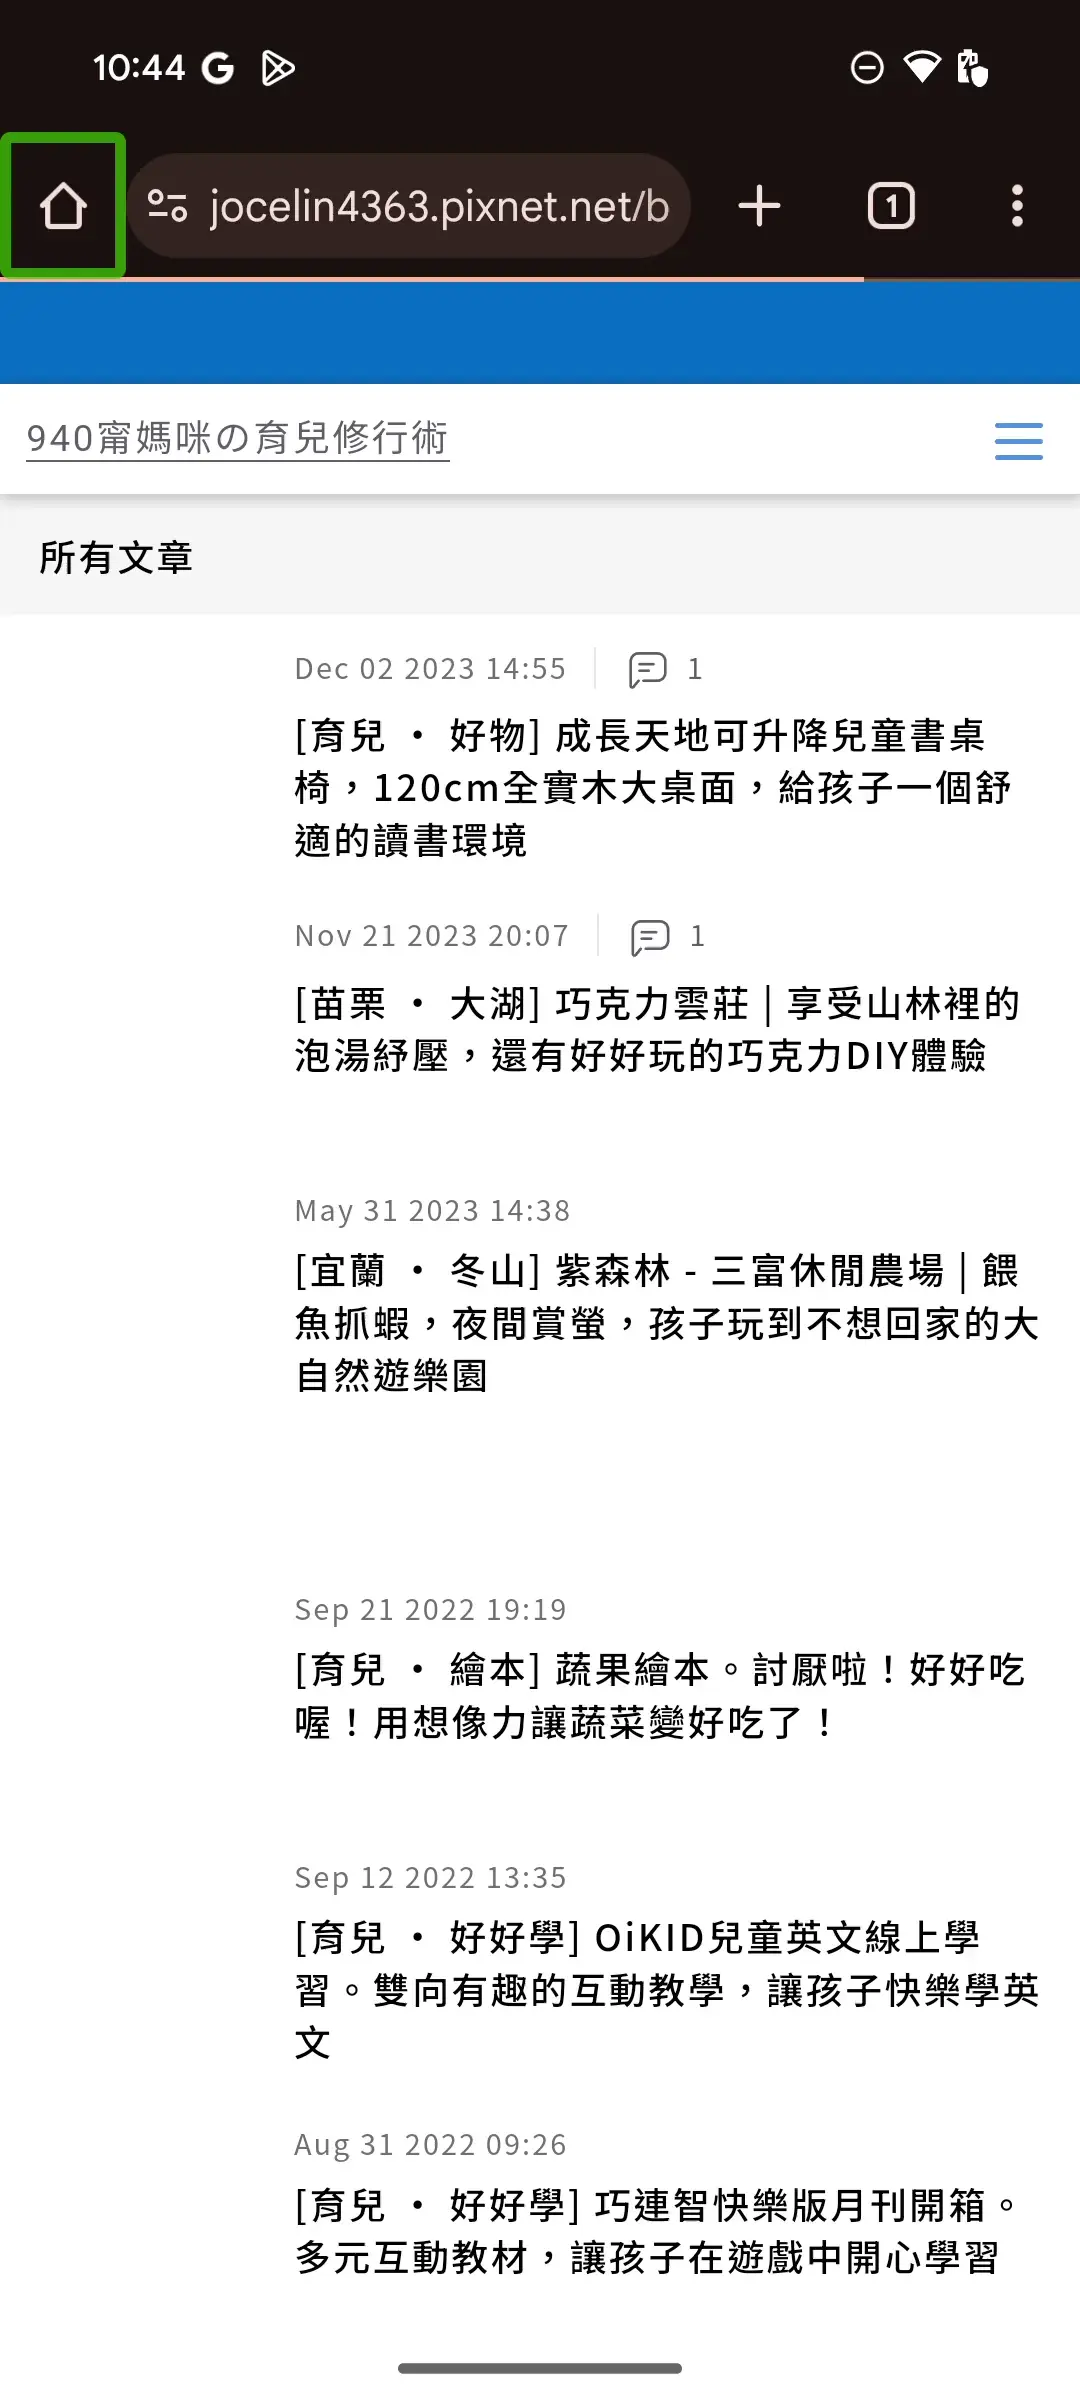 10:44
jocelin4363.pixnet.net/b
1
940甯媽咪の育兒修行術
所有文章
Dec 02 2023 14:55 1
[育兒 • 好物] 成長天地可升降兒童書桌
椅，120cm全實木大桌面，給孩子一個舒
適的讀書環境
Nov 21 2023 20:07 1
[苗栗 • 大湖] 巧克力雲莊 | 享受山林裡的
泡湯紓壓，還有好好玩的巧克力DIY體驗
May 31 2023 14:38
[宜蘭 • 冬山] 紫森林 - 三富休閒農場 | 餵
魚抓蝦，夜間賞螢，孩子玩到不想回家的大
自然遊樂園
Sep 21 2022 19:19
[育兒 • 繪本] 蔬果繪本。討厭啦！好好吃
喔！用想像力讓蔬菜變好吃了！
Sep 12 2022 13:35
[育兒 • 好好學] OiKID兒童英文線上學
習。雙向有趣的互動教學，讓孩子快樂學英
文
Aug 31 2022 09:26
[育兒 • 好好學] 巧連智快樂版月刊開箱。
多元互動教材，讓孩子在遊戲中開心學習